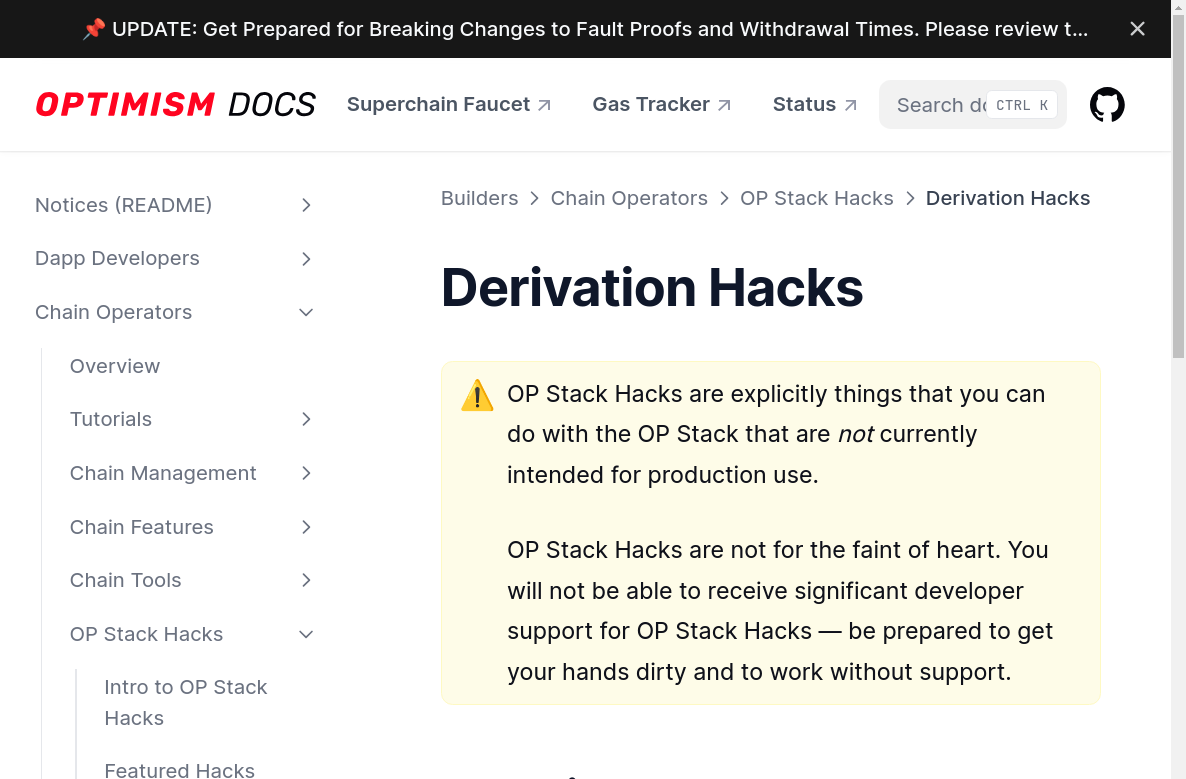 📌 UPDATE: Get Prepared for Breaking Changes to Fault Proofs and Withdrawal Times. Please review t...
OPTIMISM DOCS
Superchain Faucet
Gas Tracker
Status
Search do
CTRL K
Notices (README)
Dapp Developers
Chain Operators
Overview
Tutorials
Chain Management
Chain Features
Chain Tools
OP Stack Hacks
Intro to OP Stack
Hacks
Featured Hacks
Builders > Chain Operators > OP Stack Hacks > Derivation Hacks
Derivation Hacks
OP Stack Hacks are explicitly things that you can
do with the OP Stack that are not currently
intended for production use.
OP Stack Hacks are not for the faint of heart. You
will not be able to receive significant developer
support for OP Stack Hacks — be prepared to get
your hands dirty and to work without support.